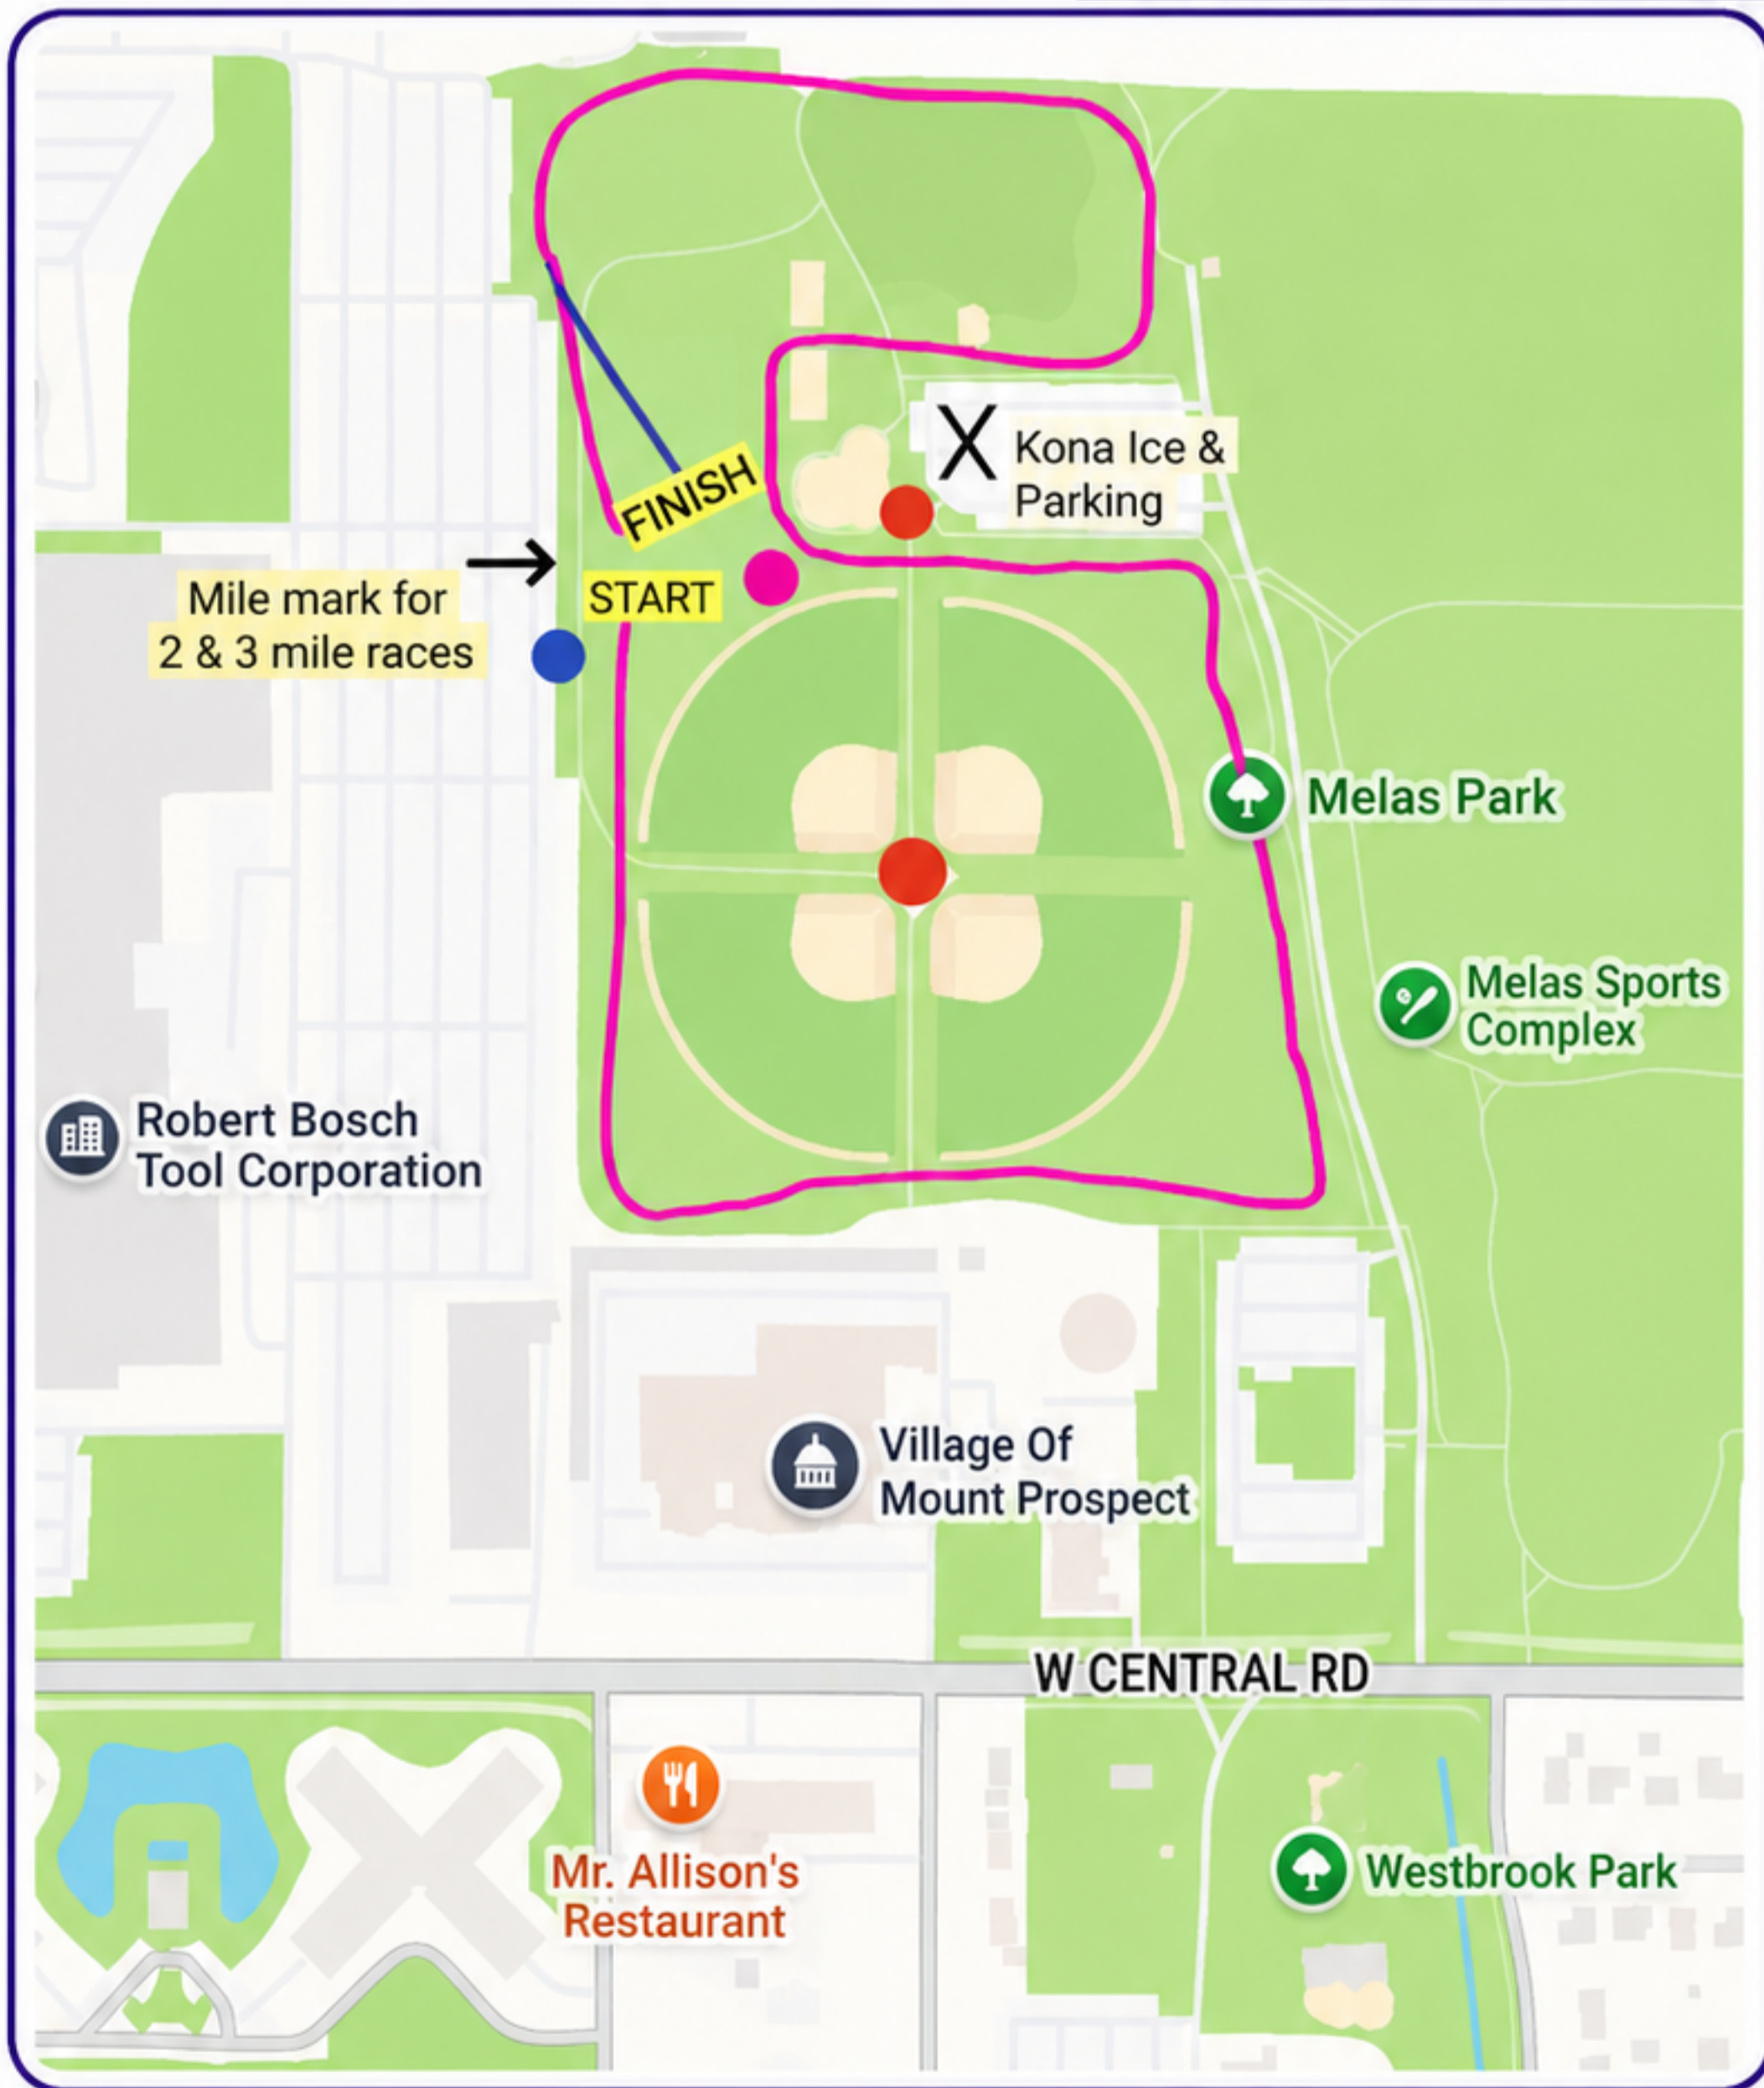 Kona Ice &
Parking
FINISH
Mile mark for
2 & 3 mile races
START
Melas Park
Melas Sports
Complex
Robert Bosch
Tool Corporation
Village Of
Mount Prospect
W CENTRAL RD
Mr. Allison's
Restaurant
Westbrook Park